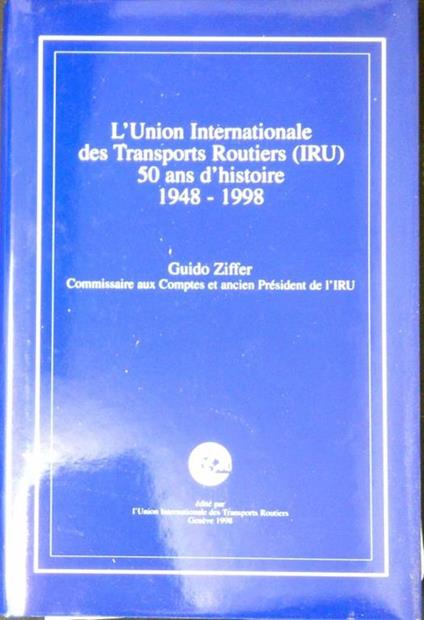 L'Union Internationale
des Transports Routiers (IRU)
50 ans d'histoire
1948 - 1998
Guido Ziffer
Commissaire aux Comptes et ancien Président de l'IRU
édité par
l'Union Internationale des Transports Routiers
Genève 1998